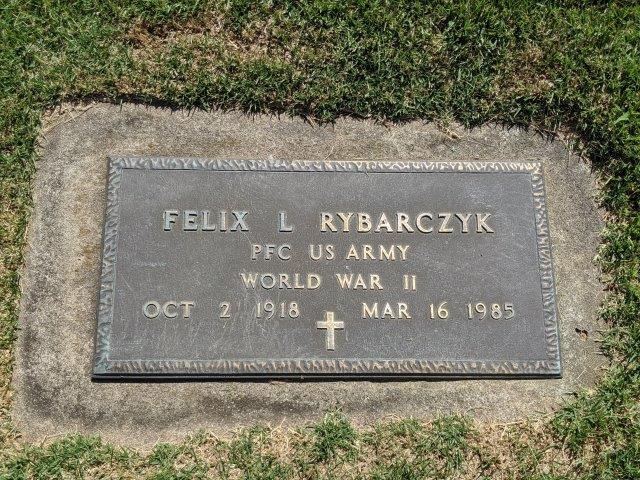 FELIX L RYBARCZYK
PFC US ARMY
WORLD WAR II
OCT 2 1918 MAR 16 1985